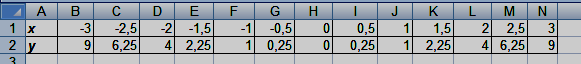 A B C D E F G H I J K L M N
1 x -3 -2,5 -2 -1,5 -1 -0,5 0 0,5 1 1,5 2 2,5 3
2 y 9 6,25 4 2,25 1 0,25 0 0,25 1 2,25 4 6,25 9
3